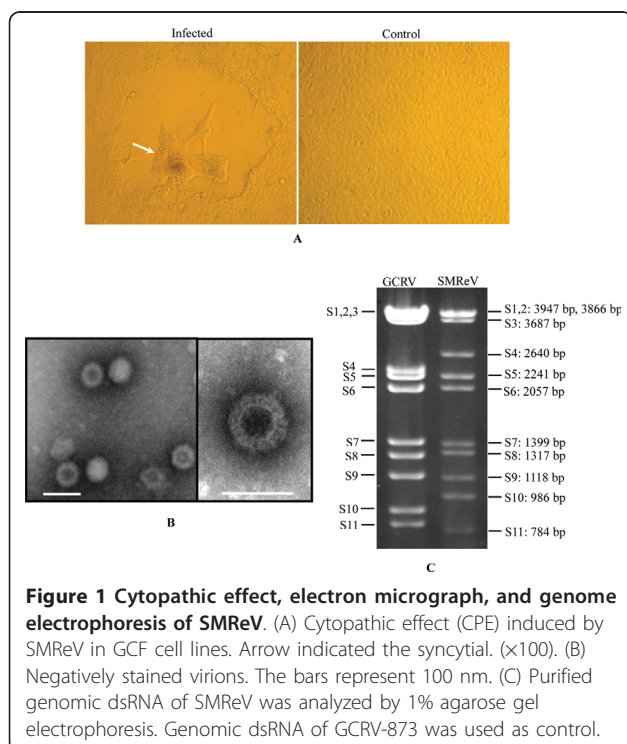 Infected Control
A
B
GCRV SMReV
S1,2,3 S1,2: 3947 bp, 3866 bp
S3: 3687 bp
S4 S4: 2640 bp
S5 S5: 2241 bp
S6 S6: 2057 bp
S7 S7: 1399 bp
S8 S8: 1317 bp
S9 S9: 1118 bp
S10: 986 bp
S10
S11 S11: 784 bp
C
Figure 1 Cytopathic effect, electron micrograph, and genome
electrophoresis of SMReV. (A) Cytopathic effect (CPE) induced by
SMReV in GCF cell lines. Arrow indicated the syncytial. (×100). (B)
Negatively stained virions. The bars represent 100 nm. (C) Purified
genomic dsRNA of SMReV was analyzed by 1% agarose gel
electrophoresis. Genomic dsRNA of GCRV-873 was used as control.